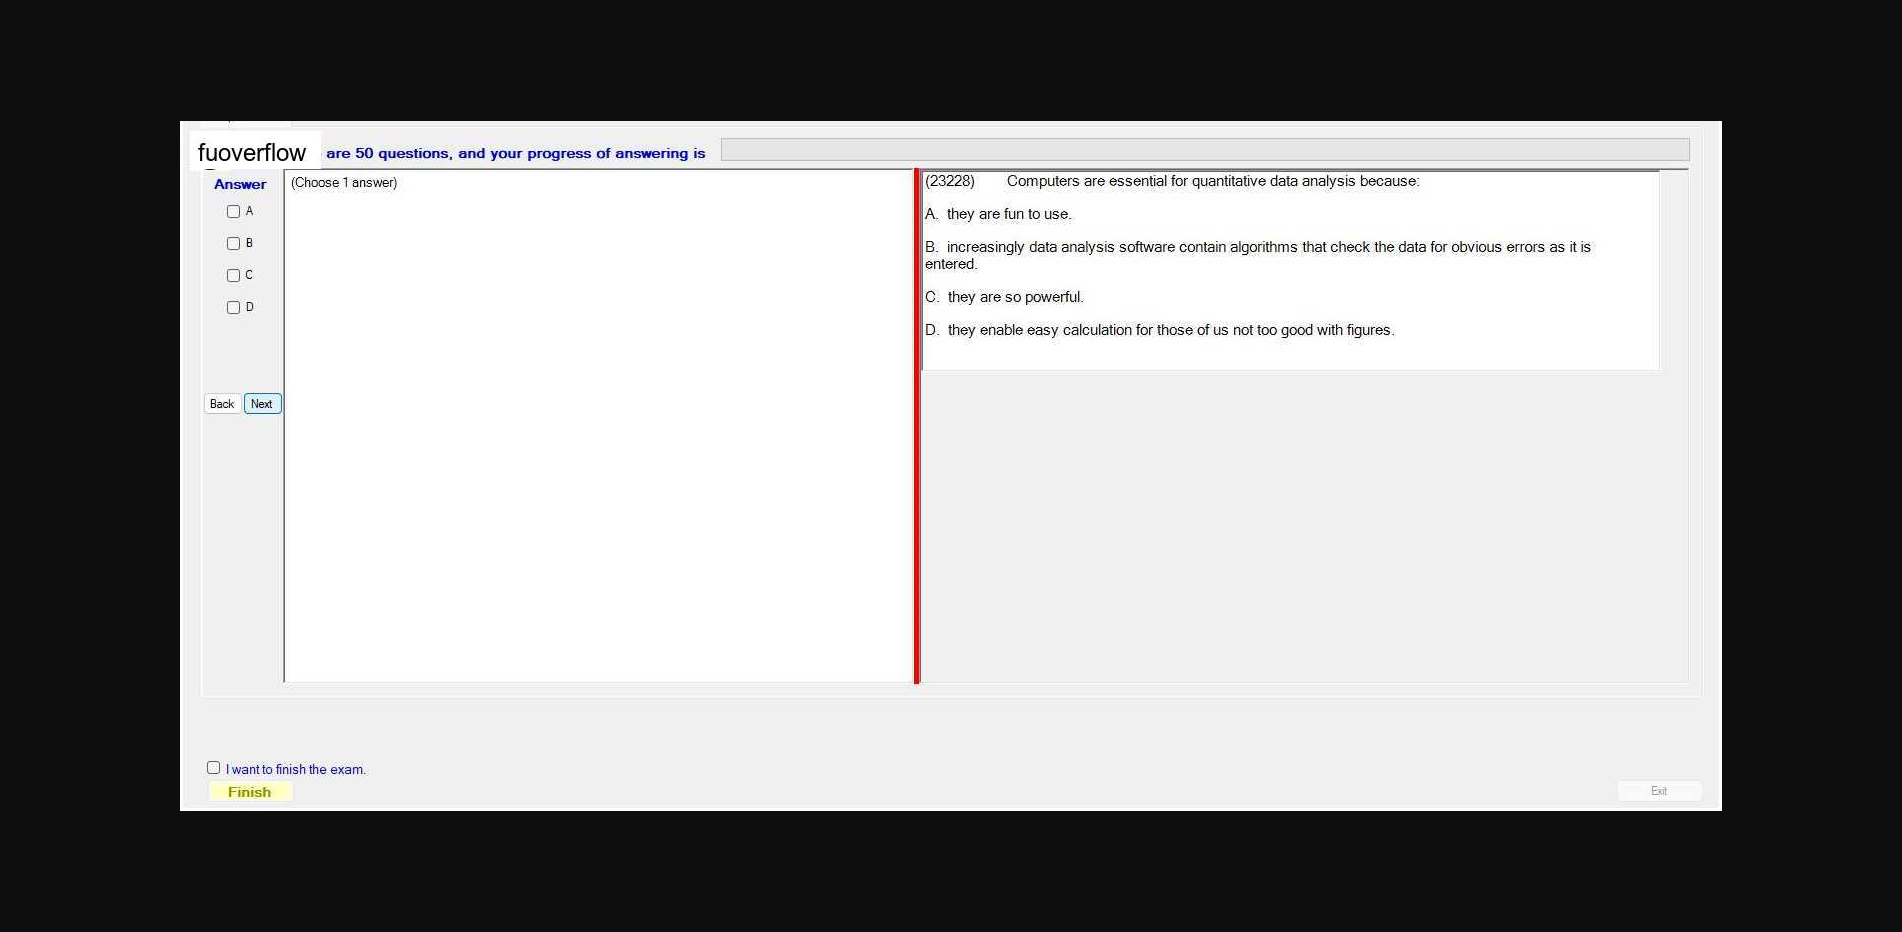 fuoverflow are 50 questions, and your progress of answering is
Answer
A
B
C
D
Back Next
(Choose 1 answer)
(23228) Computers are essential for quantitative data analysis because:
A. they are fun to use.
B. increasingly data analysis software contain algorithms that check the data for obvious errors as it is
entered.
C. they are so powerful.
D. they enable easy calculation for those of us not too good with figures.
I want to finish the exam.
Finish
Exit